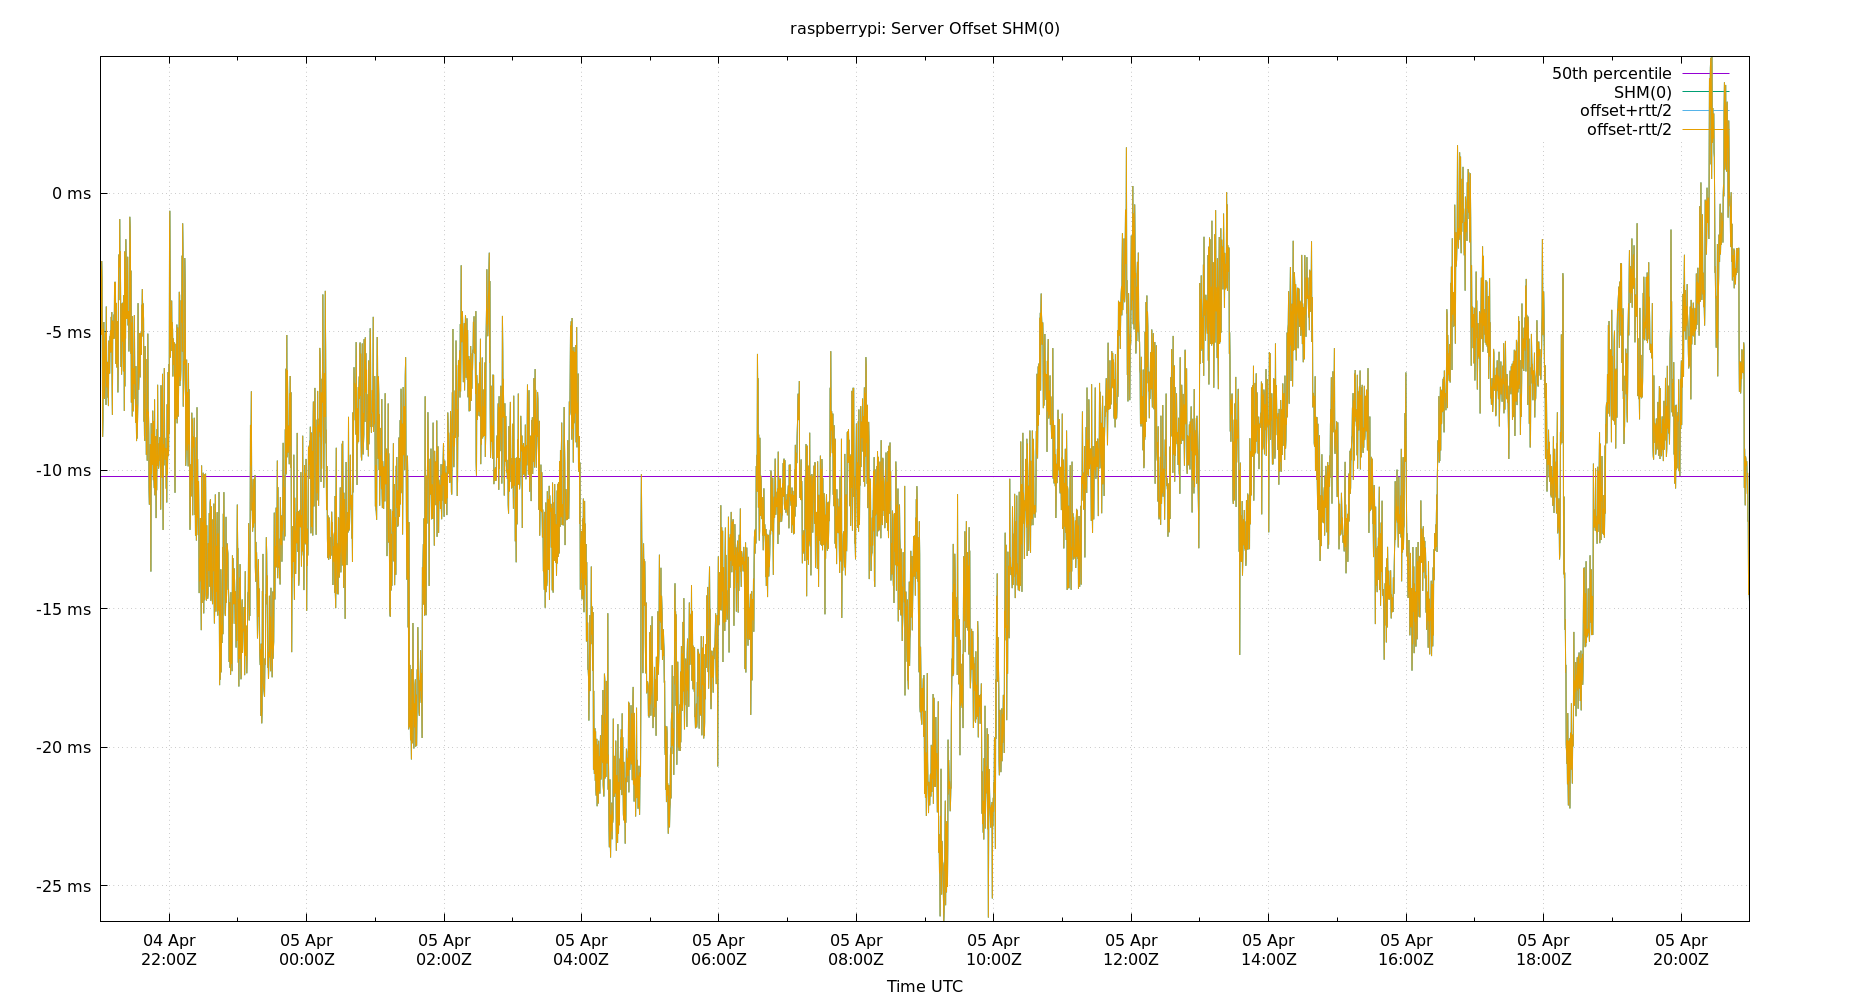 raspberrypi: Server Offset SHM(0)
50th percentile
SHM(0)
offset+rtt/2
offset-rtt/2
0 ms
-5 ms
-10 ms
-15 ms
-20 ms
-25 ms
04 Apr 05 Apr 05 Apr 05 Apr 05 Apr 05 Apr 05 Apr 05 Apr 05 Apr 05 Apr 05 Apr 05 Apr
22:00Z 00:00Z 02:00Z 04:00Z 06:00Z 08:00Z 10:00Z 12:00Z 14:00Z 16:00Z 18:00Z 20:00Z
Time UTC